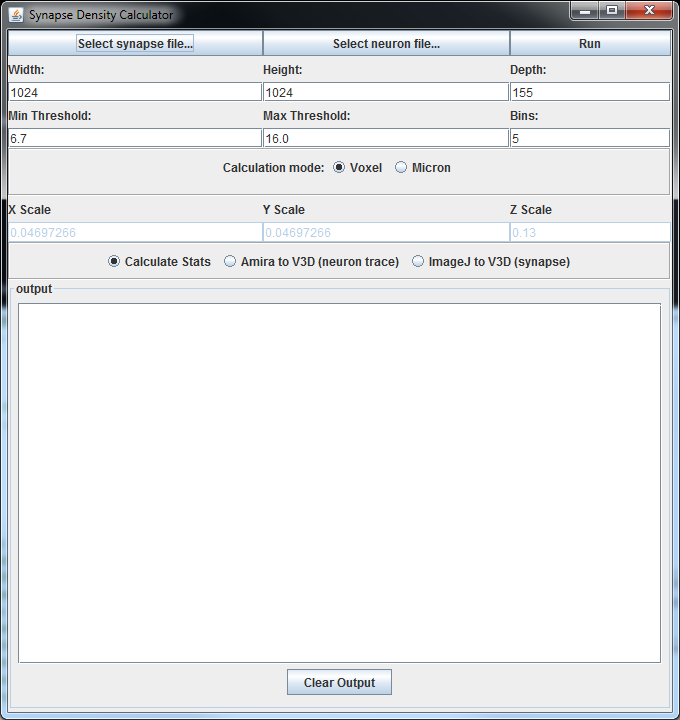 Synapse Density Calculator
Select synapse file... Select neuron file... Run
Width: Height: Depth:
1024 1024 155
Min Threshold: Max Threshold: Bins:
6.7 16.0 5
Calculation mode: Voxel Micron
X Scale Y Scale Z Scale
0.04697266 0.04697266 0.13
Calculate Stats Amira to V3D (neuron trace) ImageJ to V3D (synapse)
output
Clear Output